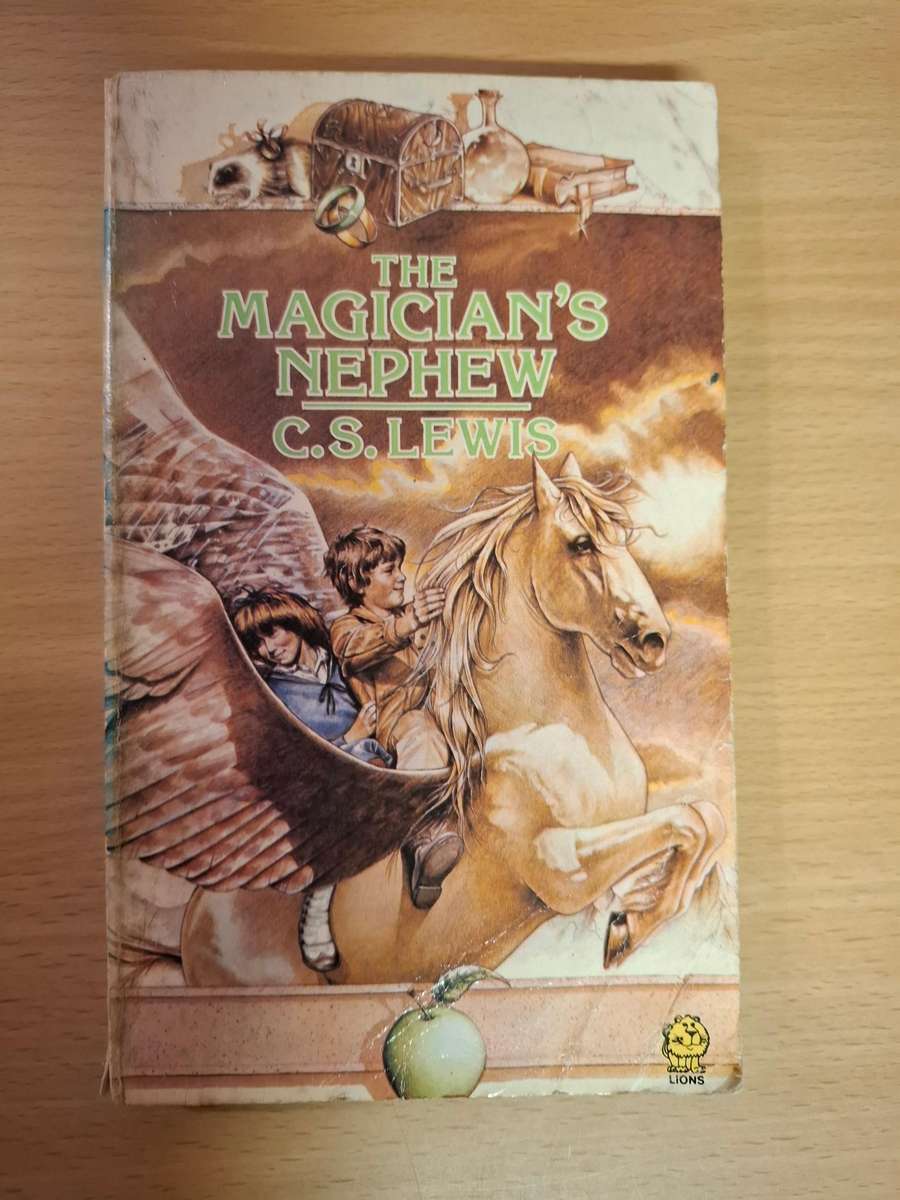 THE
MAGICIAN'S
NEPHEW
C.S. LEWIS
LiONS